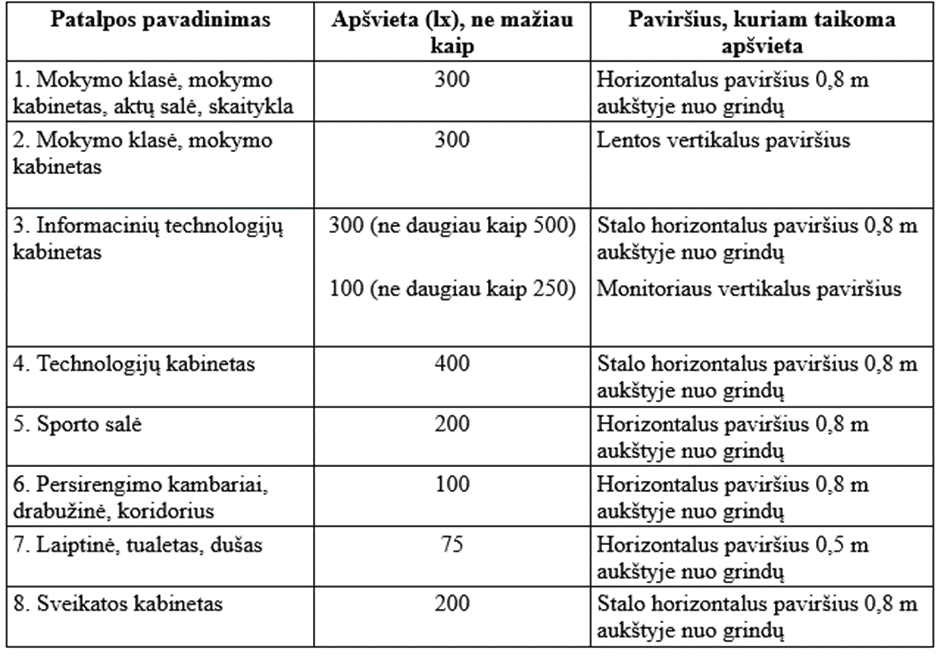 Patalpos pavadinimas
Apšvieta (lx), ne mažiau
kaip
Paviršius, kuriam taikoma
apšvieta
1. Mokymo klasė, mokymo
kabinetas, aktų salė, skaitykla
300
Horizontalus paviršius 0,8 m
aukštyje nuo grindų
2. Mokymo klasė, mokymo
kabinetas
300
Lentos vertikalus paviršius
3. Informacinių technologijų
kabinetas
300 (ne daugiau kaip 500)
Stalo horizontalus paviršius 0,8 m
aukštyje nuo grindų
100 (ne daugiau kaip 250)
Monitoriaus vertikalus paviršius
4. Technologijų kabinetas
400
Stalo horizontalus paviršius 0,8 m
aukštyje nuo grindų
5. Sporto salė
200
Horizontalus paviršius 0,8 m
aukštyje nuo grindų
6. Persirengimo kambariai,
drabužinė, koridorius
100
Horizontalus paviršius 0,8 m
aukštyje nuo grindų
7. Laiptinė, tualetas, dušas
75
Horizontalus paviršius 0,5 m
aukštyje nuo grindų
8. Sveikatos kabinetas
200
Stalo horizontalus paviršius 0,8 m
aukštyje nuo grindų